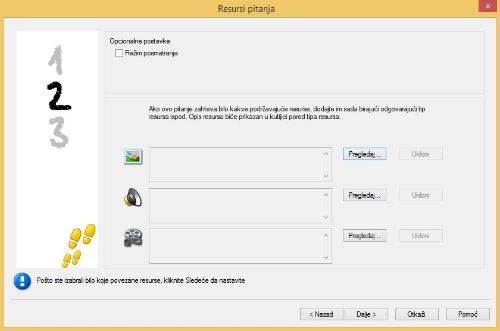 Resursi pitanja
1
2
3
Opcionalne postavke
Režim posmatranja
Ako ovo pitanje zahteva bilo kakve podržavajuće resurse, dodajte im sada birajući odgovarajući tip
resursa ispod. Opis resursa biće prikazan u kutijici pored tipa resursa.
Pregledaj... Ukloni
Pregledaj... Ukloni
Pregledaj... Ukloni
Pošto ste izabrali bilo koje povezane resurse, kliknite Sledeće da nastavite
< Nazad Dalje > Otkaži Pomoć